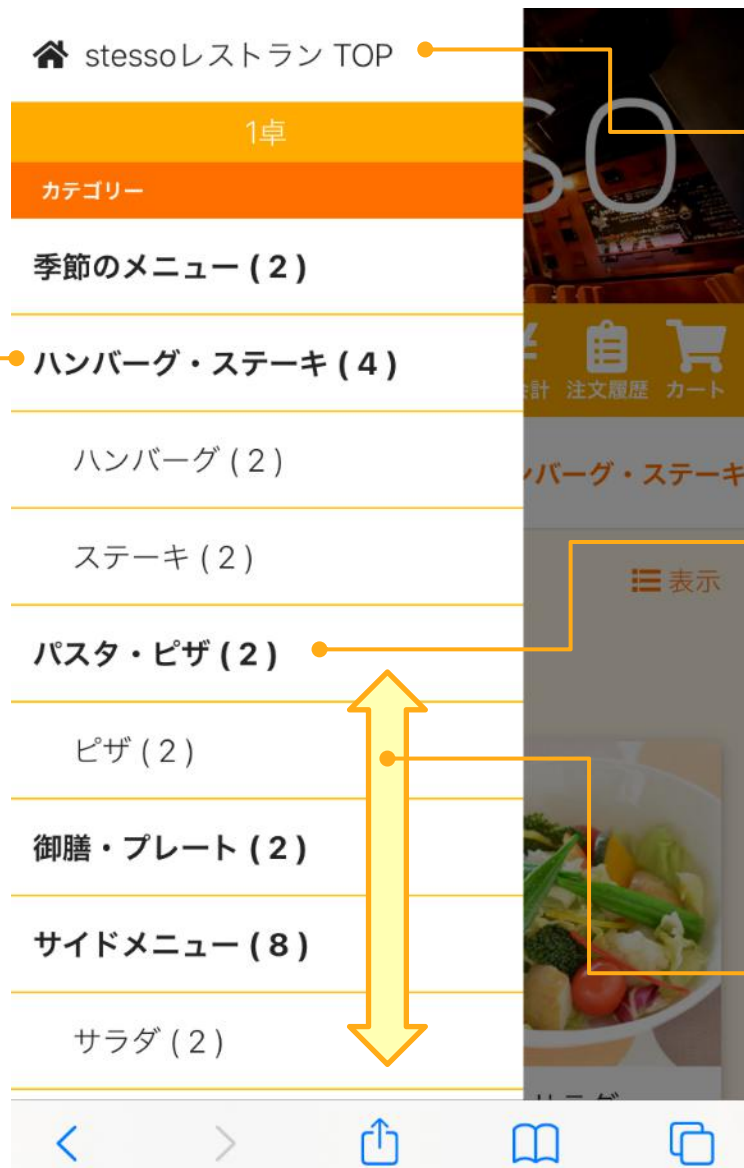 stessoレストラン TOP
SO
1卓
カテゴリー
季節のメニュー ( 2 )
ハンバーグ・ステーキ ( 4 )
計 注文履歴 カート
ハンバーグ ( 2 )
ンバーグ・ステーキ
ステーキ ( 2 )
表示
パスタ・ピザ ( 2 )
ピザ ( 2 )
御膳・プレート ( 2 )
サイドメニュー ( 8 )
サラダ ( 2 )